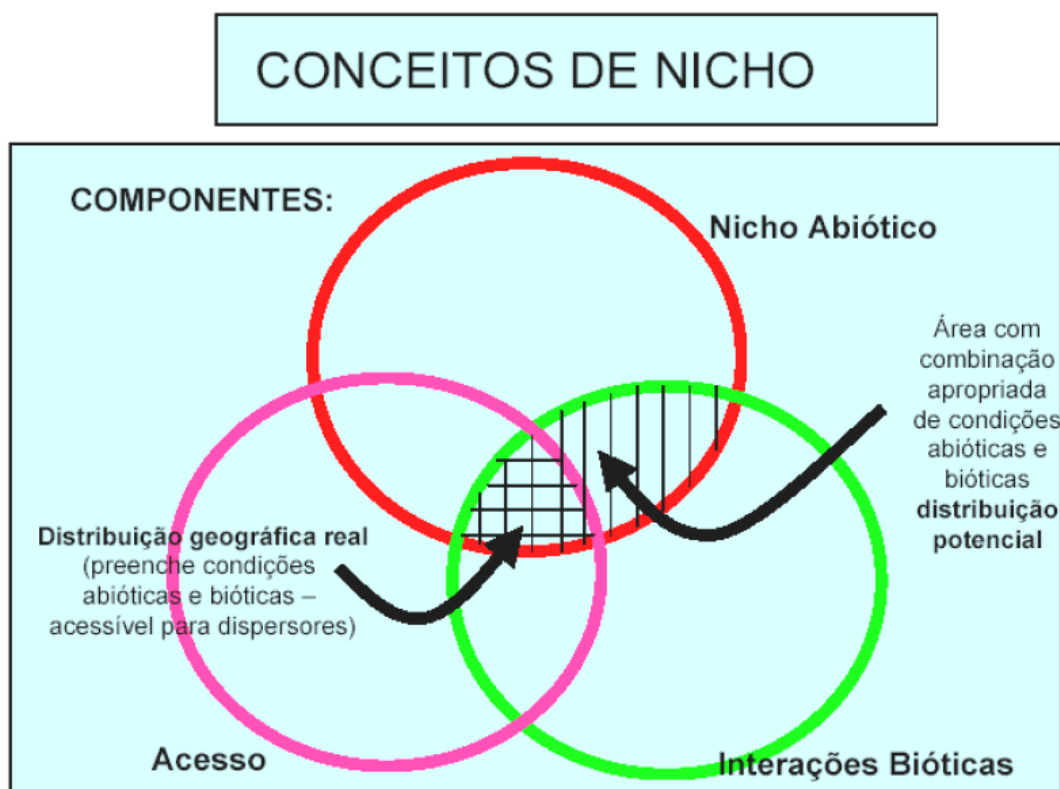 CONCEITOS DE NICHO
COMPONENTES:
Nicho Abiótico
Área com
combinação
apropriada
de condições
abióticas e
bióticas
distribuição
potencial
Distribuição geográfica real
(preenche condições
abióticas e bióticas –
acessível para dispersores)
Acesso
Interações Bióticas